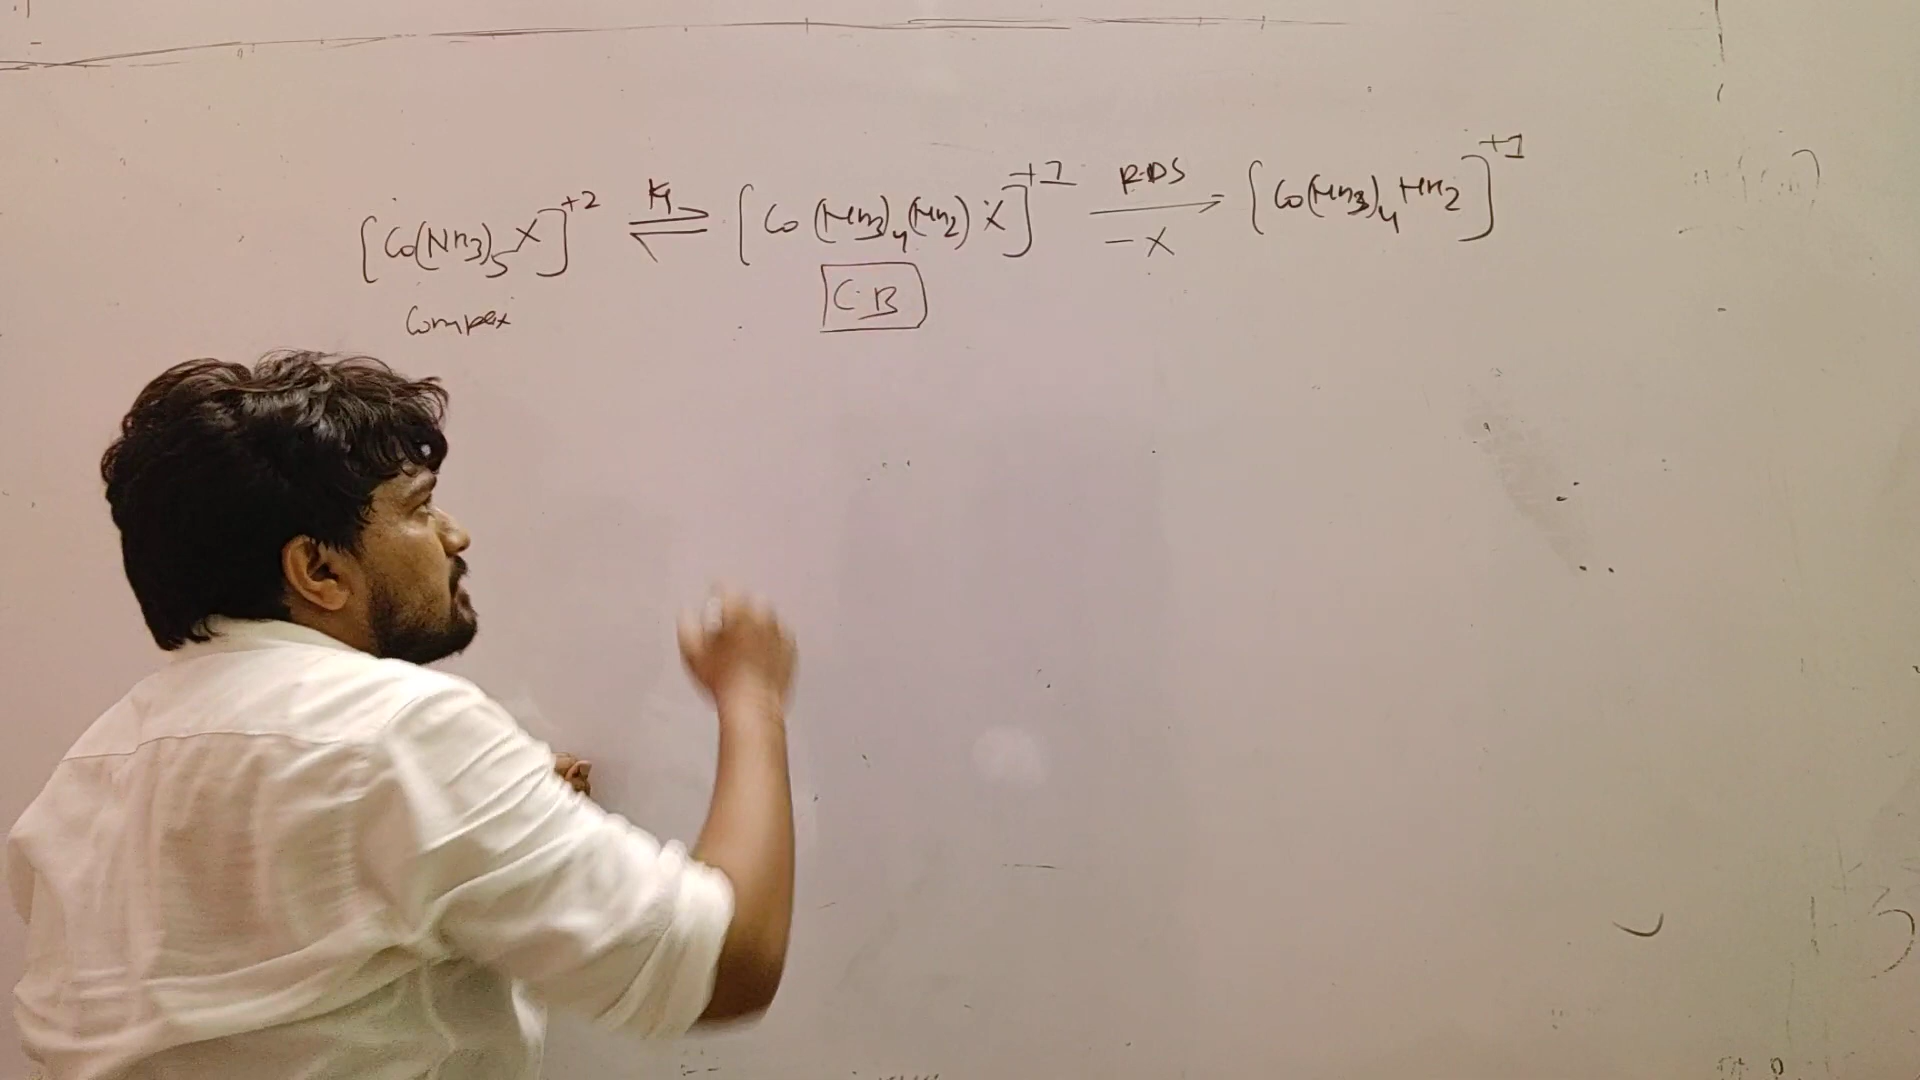 [Co(NH3)5X]+2 ⇌ K1 [Co(NH3)4(NH2)X]+1 RDS → -X [Co(NH3)4NH2]+1
Complex
C.B